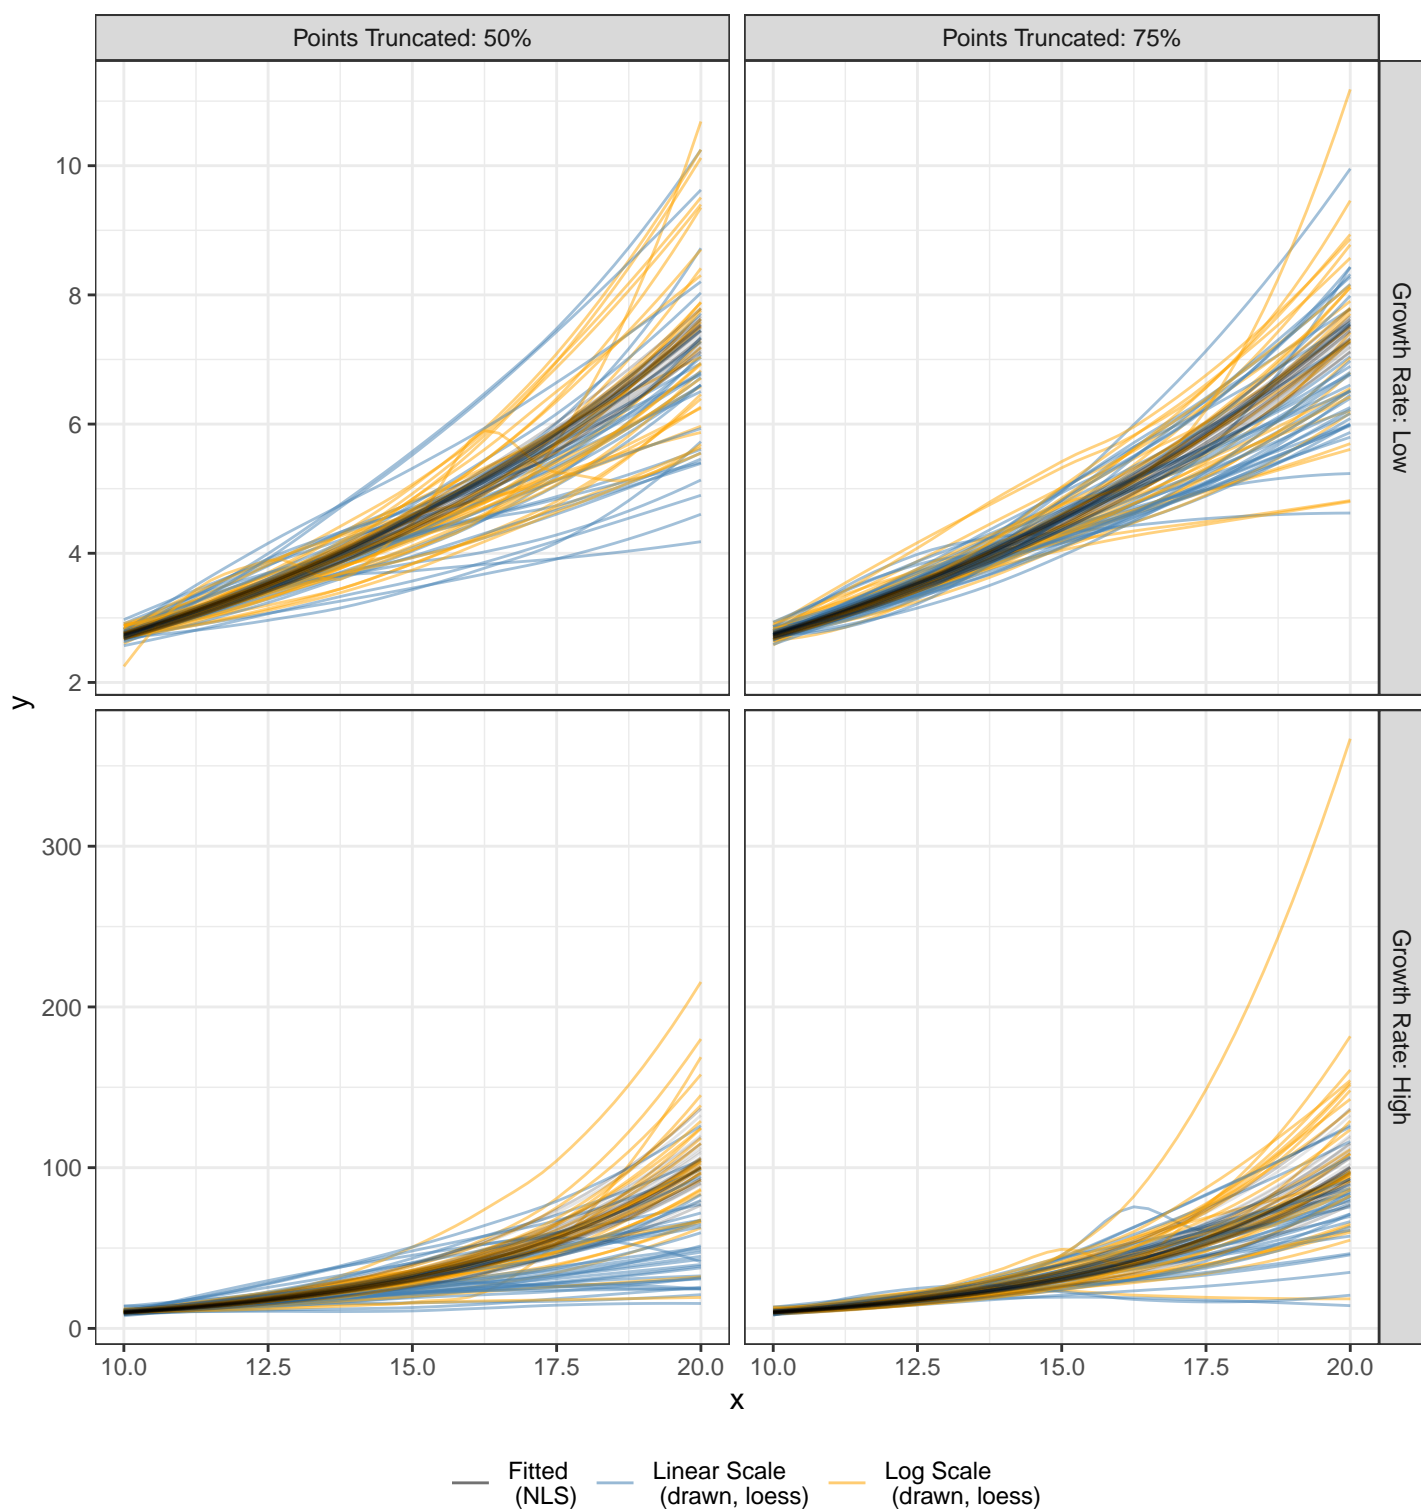 Points Truncated: 50%
Points Truncated: 75%
10
8
6
4
2
Growth Rate: Low
y
300
200
100
0
Growth Rate: High
10.0 12.5 15.0 17.5 20.0
10.0 12.5 15.0 17.5 20.0
x
Fitted
(NLS)
Linear Scale
(drawn, loess)
Log Scale
(drawn, loess)